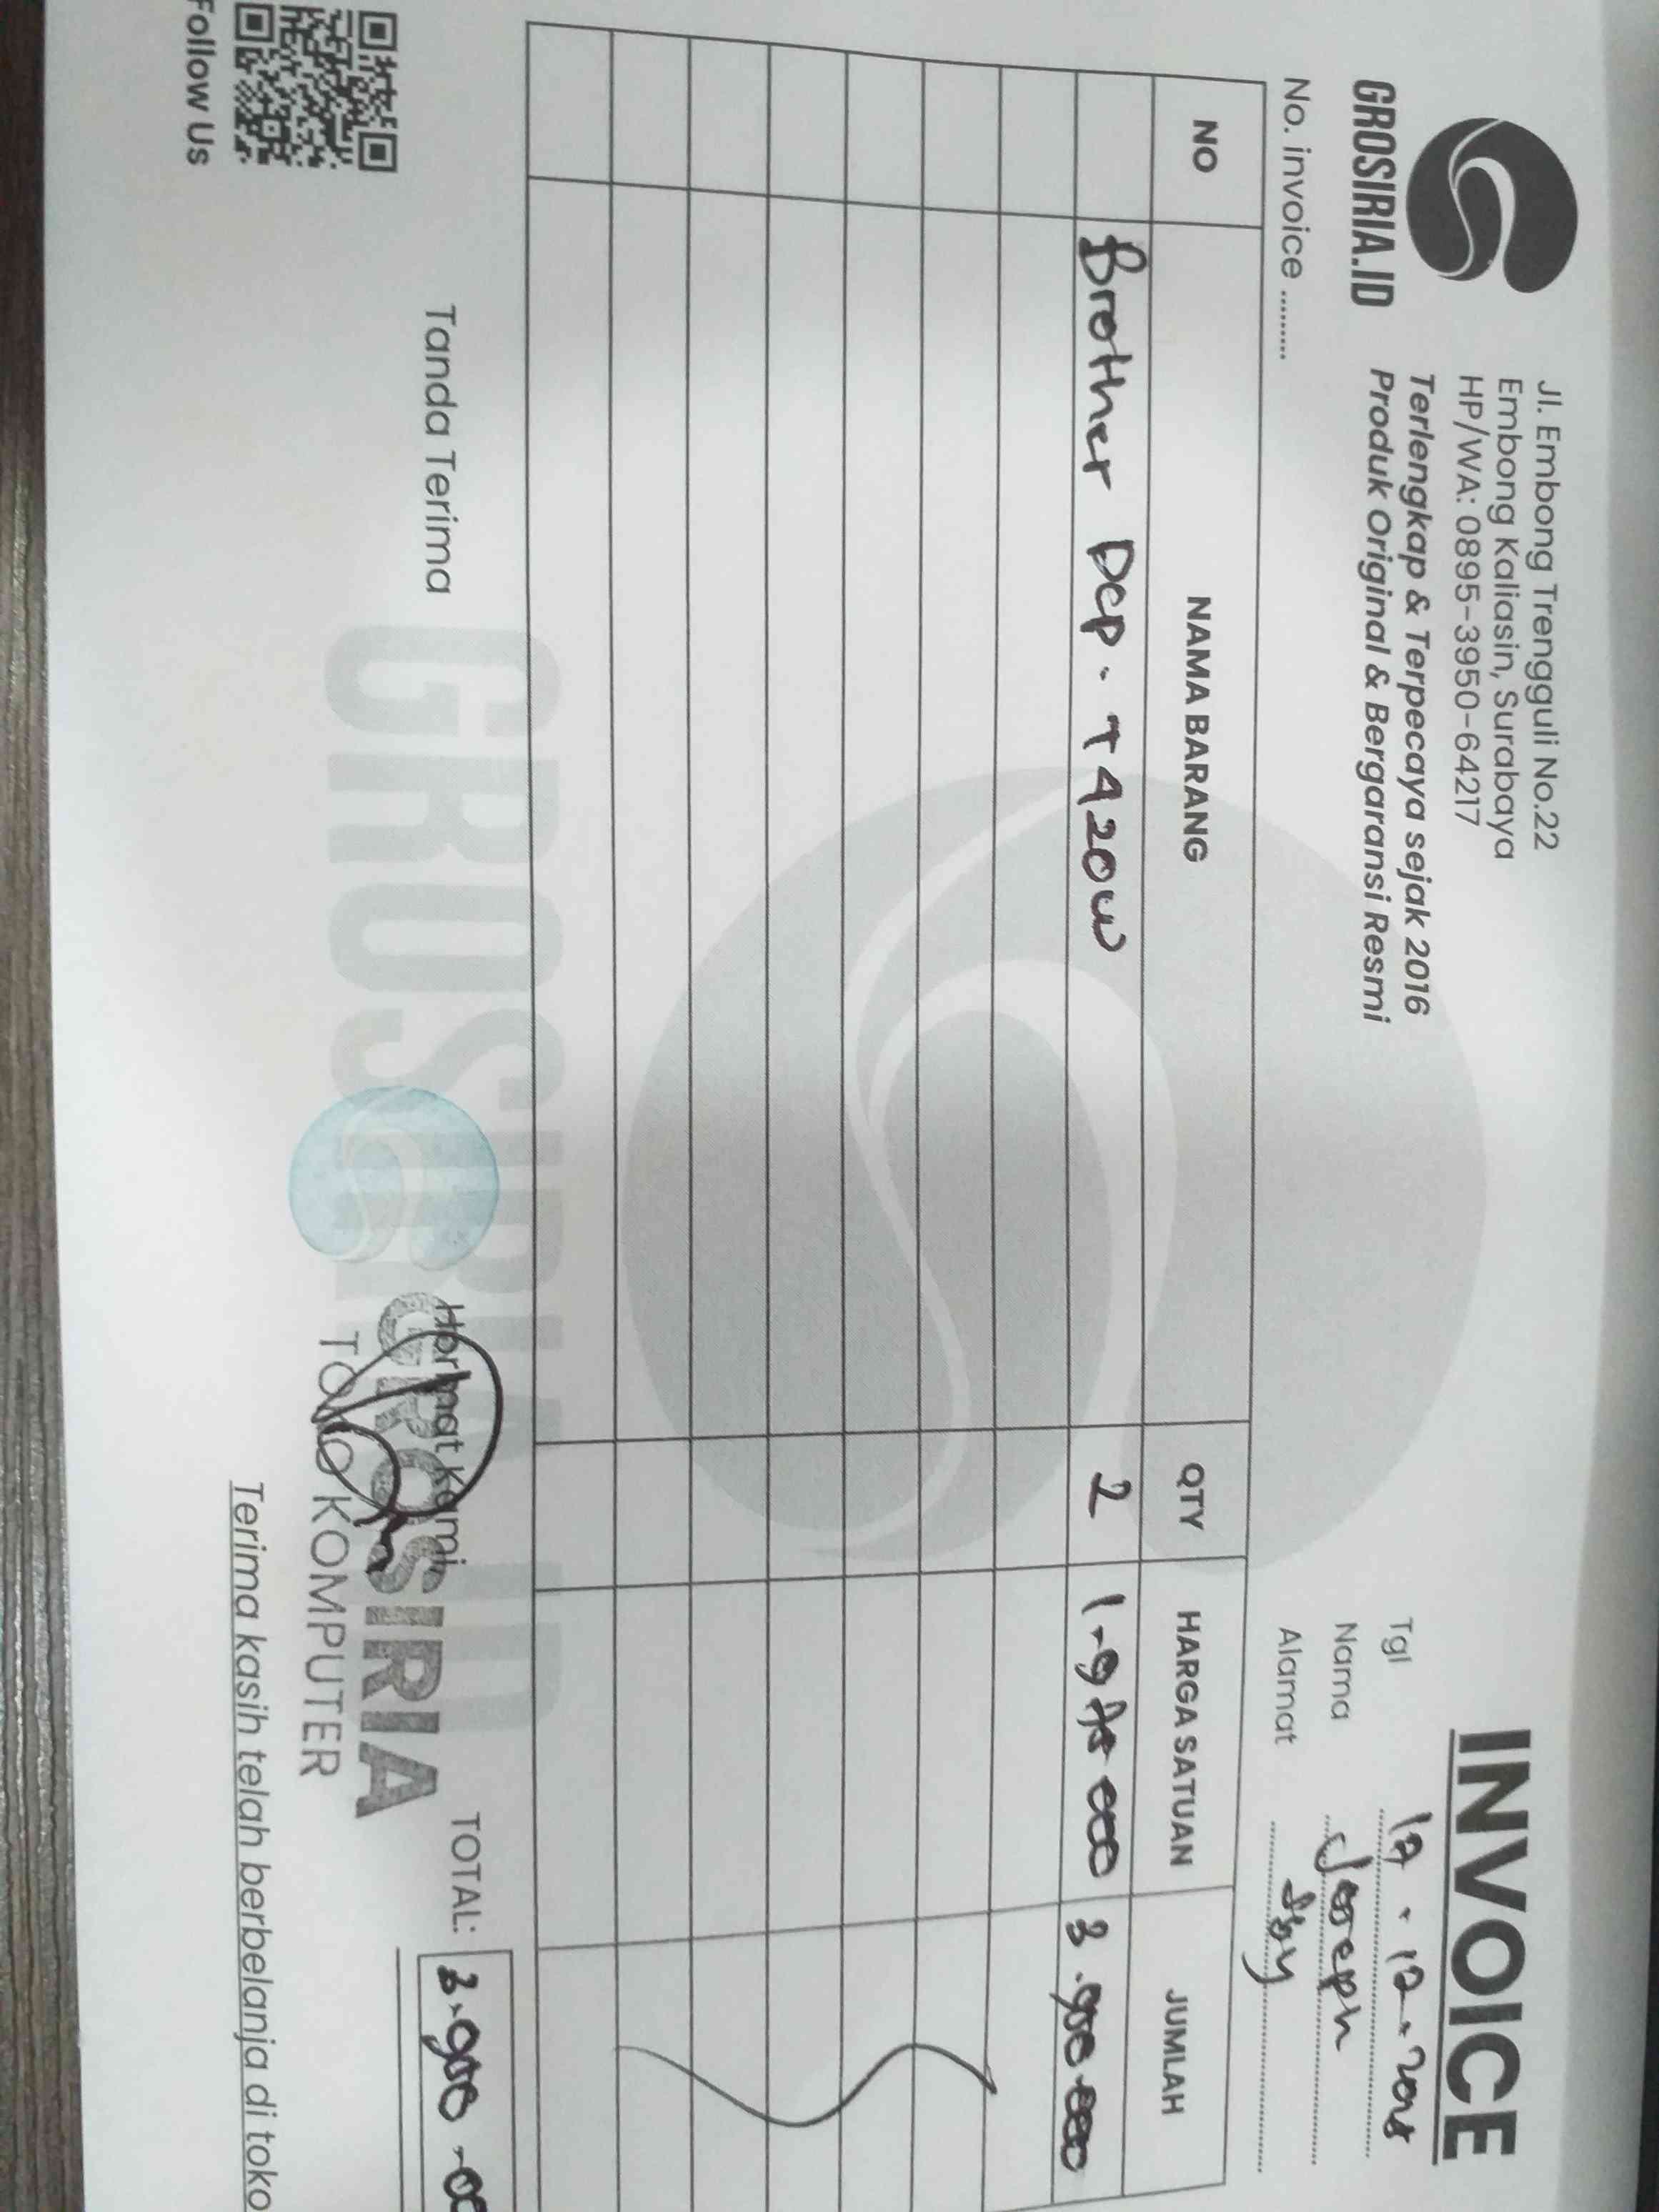 GROSIRIA.ID
Jl. Embong Trengguli No.22
Embong Kaliasin, Surabaya
HP/WA: 0895-3950-64217
Terlengkap & Terpecaya sejak 2016
Produk Original & Bergaransi Resmi
INVOICE
Tgl
Nama Joseph
Alamat Sby
No. invoice .........
NO NAMA BARANG QTY HARGA SATUAN JUMLAH
Brother Dcp - T420W 2
Tanda Terima
Hormat Kami,
TOTAL:
GROSIRIA
TOKO KOMPUTER
GROSIRIA.ID
Follow Us
Terima kasih telah berbelanja di toko